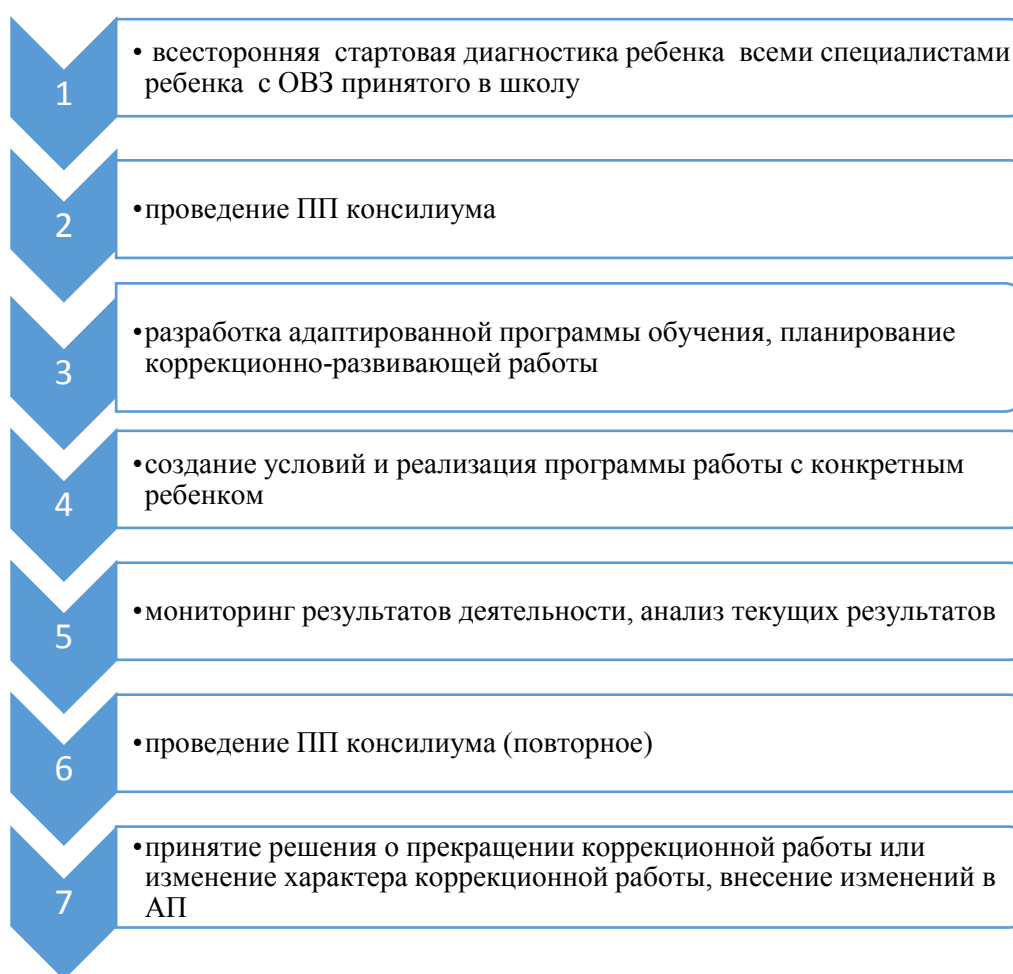 1
• всесторонняя стартовая диагностика ребенка всеми специалистами
ребенка с ОВЗ принятого в школу
2
•проведение ПП консилиума
3
•разработка адаптированной программы обучения, планирование
коррекционно-развивающей работы
4
•создание условий и реализация программы работы с конкретным
ребенком
5
•мониторинг результатов деятельности, анализ текущих результатов
6
•проведение ПП консилиума (повторное)
7
•принятие решения о прекращении коррекционной работы или
изменение характера коррекционной работы, внесение изменений в
АП